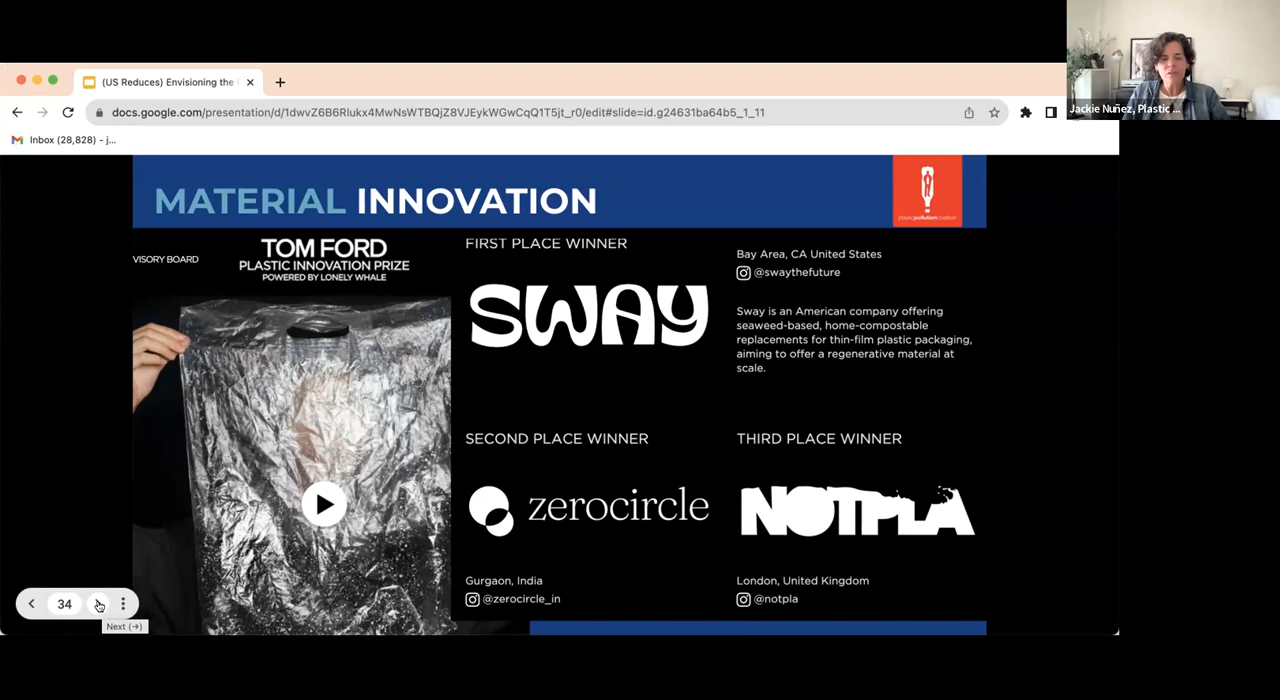 Jackie Nuñez, Plastic ...
(US Reduces) Envisioning the
docs.google.com/presentation/d/1dwvZ6B6Rlukx4MwNsWTBQjZ8VJEykWGwCqQ1T5jt_r0/edit#slide=id.g24631ba64b5_1_11
Inbox (28,828) - j...
MATERIAL INNOVATION
plasticpollutioncoalition
VISORY BOARD
TOM FORD
PLASTIC INNOVATION PRIZE
POWERED BY LONELY WHALE
FIRST PLACE WINNER
SWAY
Bay Area, CA United States
@swaythefuture
Sway is an American company offering
seaweed-based, home-compostable
replacements for thin-film plastic packaging,
aiming to offer a regenerative material at
scale.
SECOND PLACE WINNER
zerocircle
Gurgaon, India
@zerocircle_in
THIRD PLACE WINNER
NOTPLA
London, United Kingdom
@notpla
34
Next (→)